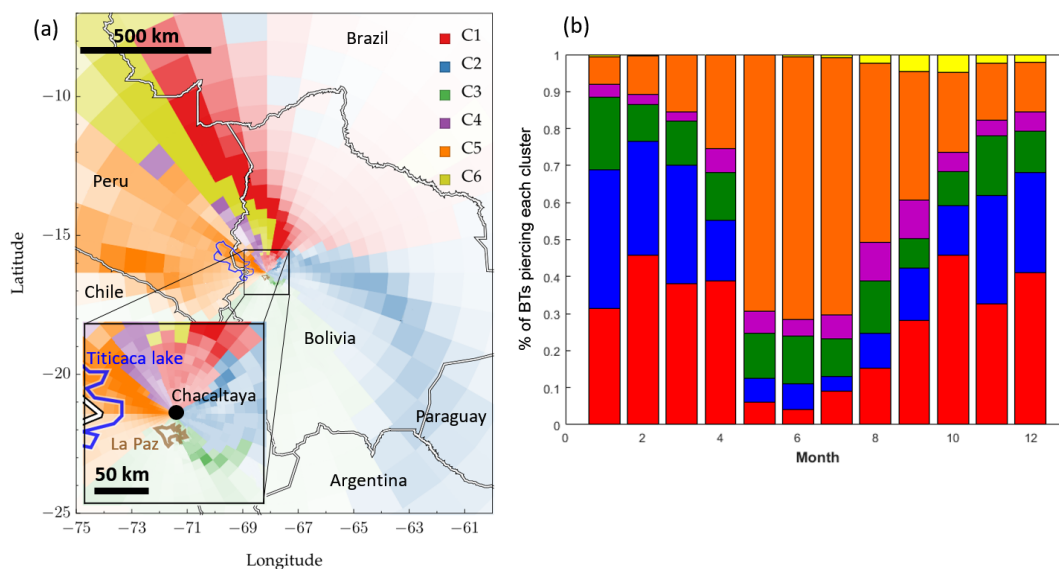 (a)
500 km
Brazil
C1
C2
C3
C4
C5
C6
Peru
Chile
Bolivia
Paraguay
Argentina
Titicaca lake
Chacaltaya
La Paz
50 km
−10
−15
−20
−25
Latitude
−75
−73
−71
−69
−67
−65
−63
−61
Longitude
(b)
1
0.9
0.8
0.7
0.6
0.5
0.4
0.3
0.2
0.1
0
% of BTs piercing each cluster
0
2
4
6
8
10
12
Month